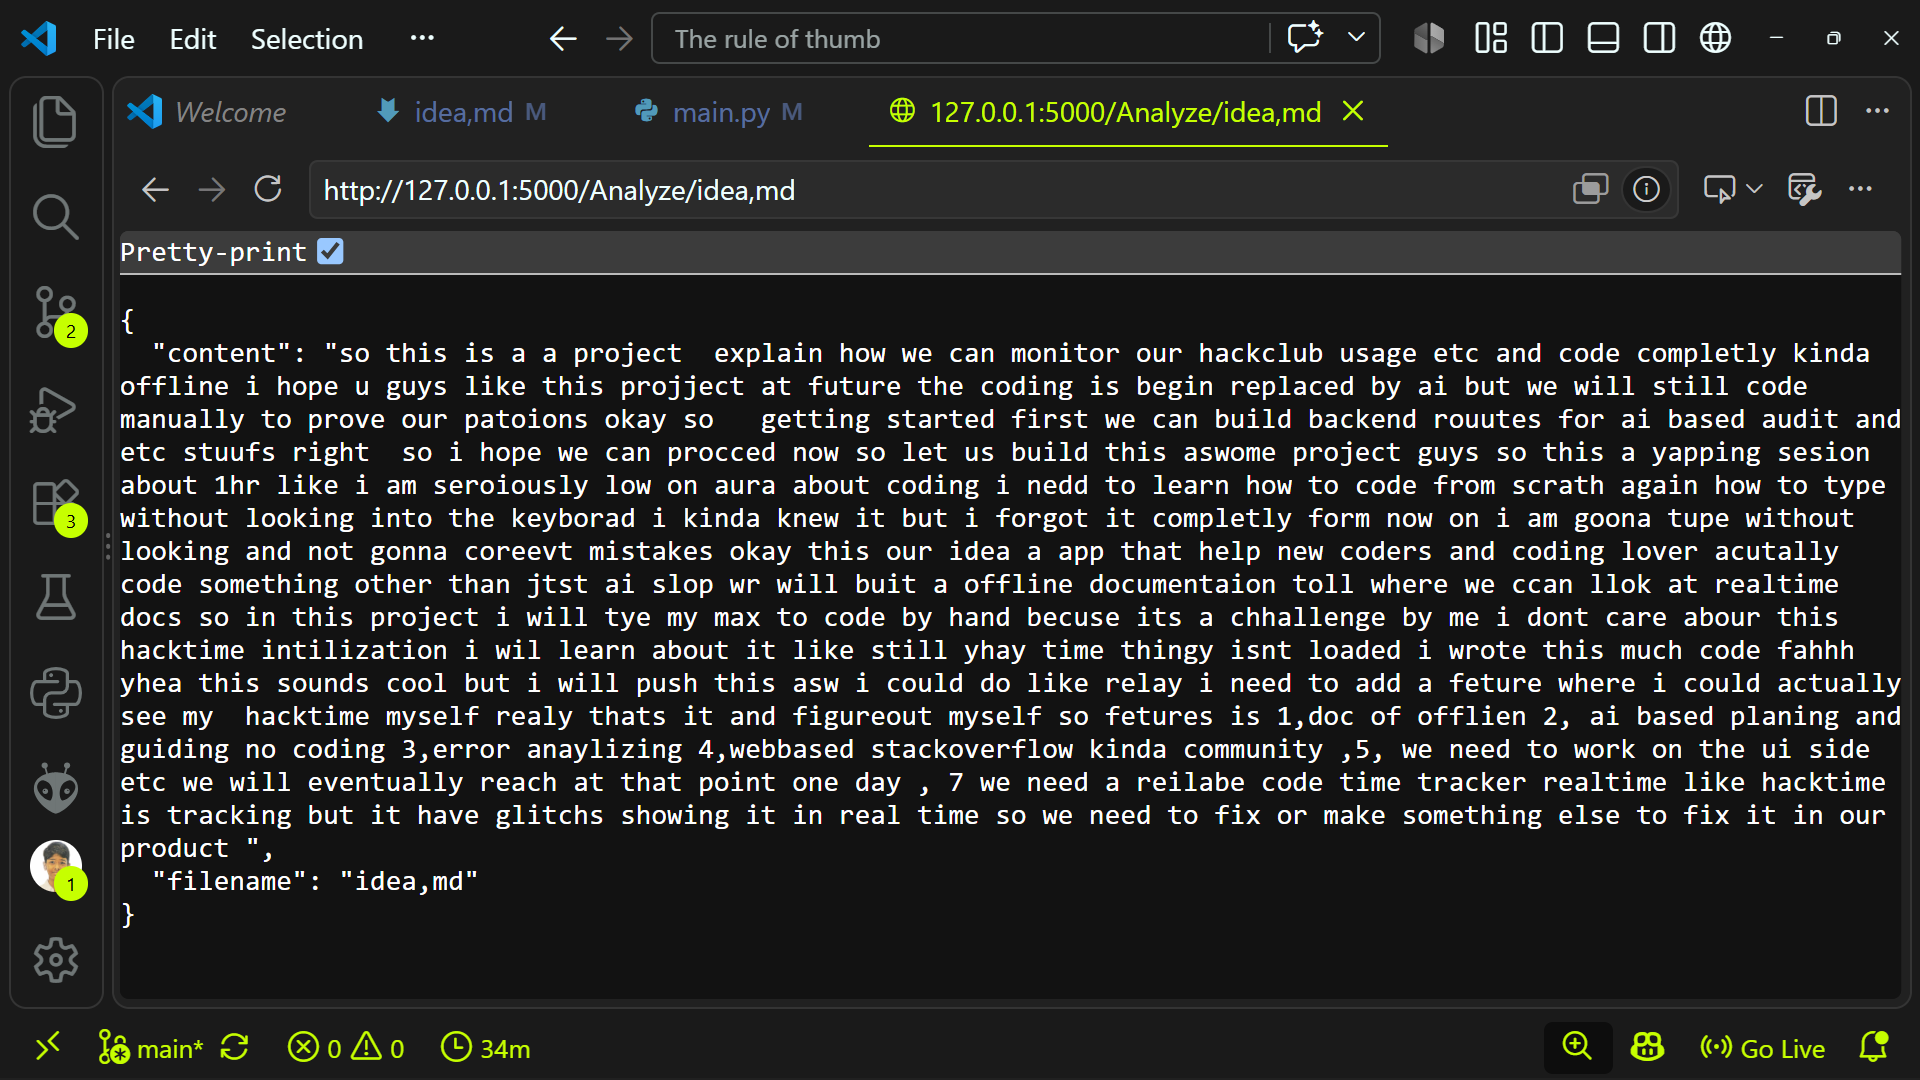 File Edit Selection ··· The rule of thumb
Welcome idea,md M main.py M 127.0.0.1:5000/Analyze/idea,md
http://127.0.0.1:5000/Analyze/idea,md
Pretty-print
{
"content": "so this is a a project  explain how we can monitor our hackclub usage etc and code completly kinda
offline i hope u guys like this projject at future the coding is begin replaced by ai but we will still code
manually to prove our patoions okay so   getting started first we can build backend rouutes for ai based audit and
etc stuufs right  so i hope we can procced now so let us build this aswome project guys so this a yapping sesion
about 1hr like i am seroiously low on aura about coding i nedd to learn how to code from scrath again how to type
without looking into the keyborad i kinda knew it but i forgot it completly form now on i am goona tupe without
looking and not gonna coreevt mistakes okay this our idea a app that help new coders and coding lover acutally
code something other than jtst ai slop wr will buit a offline documentaion toll where we ccan llok at realtime
docs so in this project i will tye my max to code by hand becuse its a chhallenge by me i dont care abour this
hacktime intilization i wil learn about it like still yhay time thingy isnt loaded i wrote this much code fahhh
yhea this sounds cool but i will push this asw i could do like relay i need to add a feture where i could actually
see my  hacktime myself realy thats it and figureout myself so fetures is 1,doc of offlien 2, ai based planing and
guiding no coding 3,error anaylizing 4,webbased stackoverflow kinda community ,5, we need to work on the ui side
etc we will eventually reach at that point one day , 7 we need a reilabe code time tracker realtime like hacktime
is tracking but it have glitchs showing it in real time so we need to fix or make something else to fix it in our
product ",
"filename": "idea,md"
}
2
3
1
main* 0 0 34m Go Live